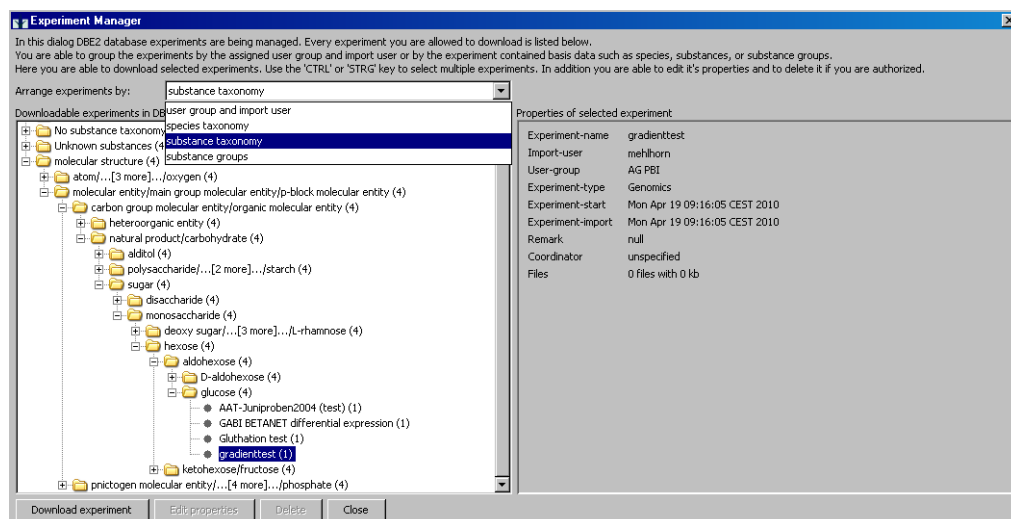 Experiment Manager
In this dialog DBE2 database experiments are being managed. Every experiment you are allowed to download is listed below.
You are able to group the experiments by the assigned user group and import user or by the experiment contained basis data such as species, substances, or substance groups.
Here you are able to download selected experiments. Use the 'CTRL' or 'STRG' key to select multiple experiments. In addition you are able to edit it's properties and to delete it if you are authorized.
Arrange experiments by: substance taxonomy
user group and import user
species taxonomy
substance taxonomy
substance groups
Downloadable experiments in DB
No substance taxonomy
Unknown substances (4
molecular structure (4)
atom/...[3 more].../oxygen (4)
molecular entity/main group molecular entity/p-block molecular entity (4)
carbon group molecular entity/organic molecular entity (4)
heteroorganic entity (4)
natural product/carbohydrate (4)
alditol (4)
polysaccharide/...[2 more].../starch (4)
sugar (4)
disaccharide (4)
monosaccharide (4)
deoxy sugar/...[3 more].../L-rhamnose (4)
hexose (4)
aldohexose (4)
D-aldohexose (4)
glucose (4)
AAT-Juniproben2004 (test) (1)
GABI BETANET differential expression (1)
Gluthation test (1)
gradienttest (1)
ketohexose/fructose (4)
pnictogen molecular entity/...[4 more].../phosphate (4)
Properties of selected experiment
Experiment-name gradienttest
Import-user mehlhorn
User-group AG PBI
Experiment-type Genomics
Experiment-start Mon Apr 19 09:16:05 CEST 2010
Experiment-import Mon Apr 19 09:16:05 CEST 2010
Remark null
Coordinator unspecified
Files 0 files with 0 kb
Download experiment Edit properties Delete Close